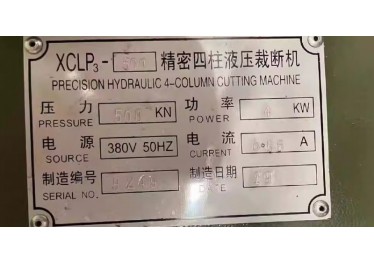 XCLP3- 精密四柱液压裁断机
PRECISION HYDRAULIC 4-COLUMN CUTTING MACHINE
压 力 500 KN 功 率 KW
PRESSURE POWER
电 源 380V 50HZ 电 流 A
SOURCE CURRENT
制造编号 制造日期
SERIAL NO. DATE